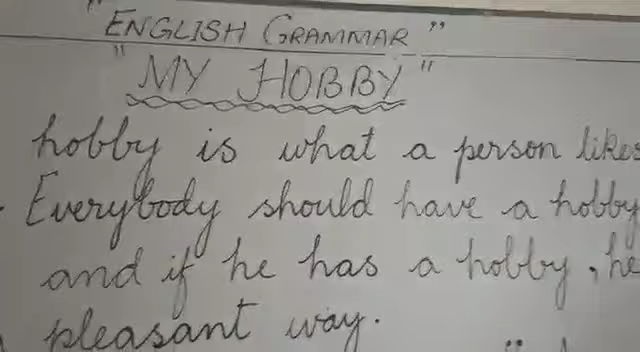 "ENGLISH GRAMMAR"
"MY HOBBY"
hobby is what a person likes
Everybody should have a hobby
and if he has a hobby, he
pleasant way.